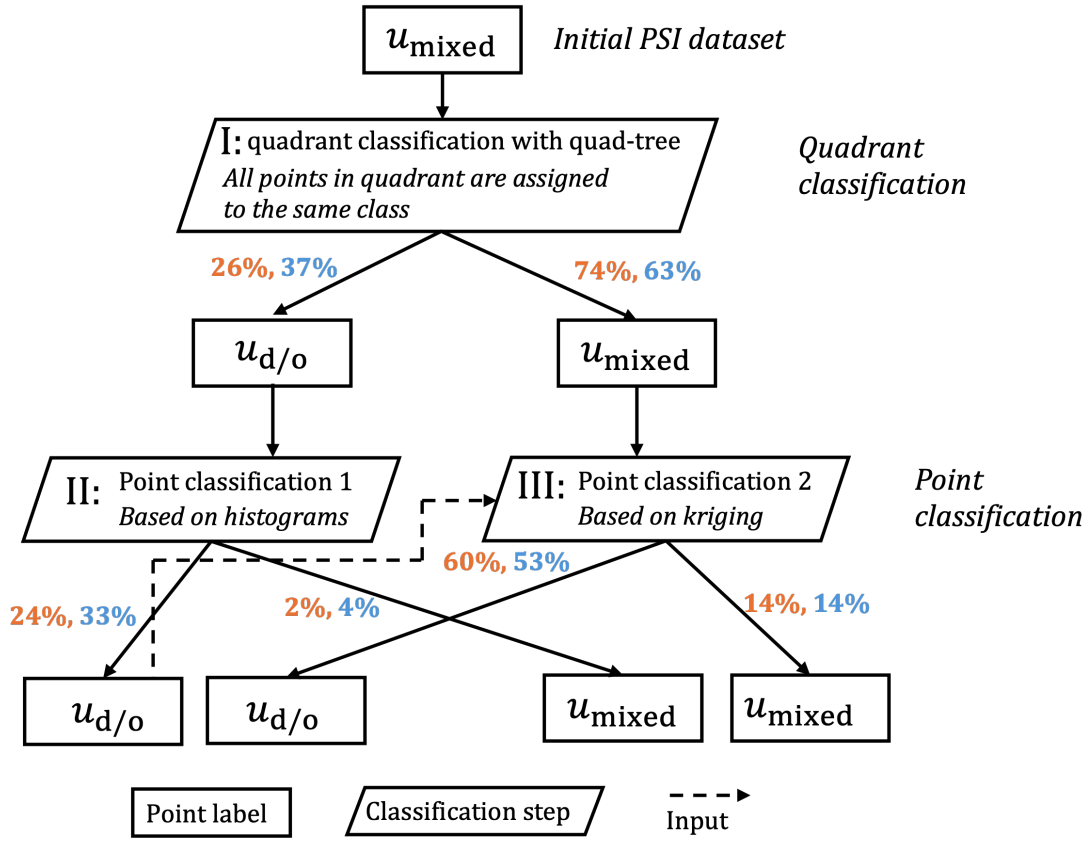 u_mixed
Initial PSI dataset
I: quadrant classification with quad-tree
All points in quadrant are assigned
to the same class
Quadrant
classification
26%, 37%
74%, 63%
u_d/o
u_mixed
II: Point classification 1
Based on histograms
III: Point classification 2
Based on kriging
Point
classification
60%, 53%
24%, 33%
2%, 4%
14%, 14%
u_d/o
u_d/o
u_mixed
u_mixed
Point label
Classification step
Input